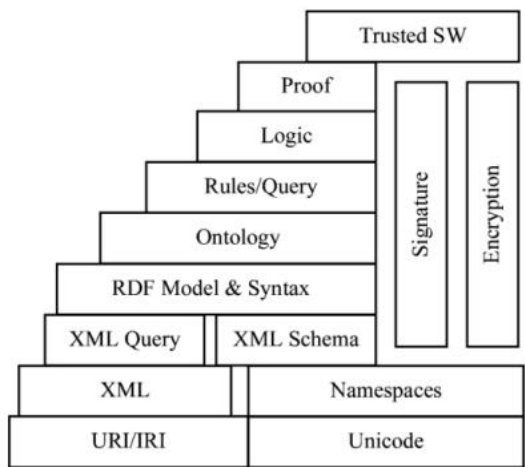 Trusted SW
Proof
Logic
Rules/Query
Ontology
RDF Model & Syntax
XML Query
XML Schema
XML
Namespaces
URI/IRI
Unicode
Signature
Encryption